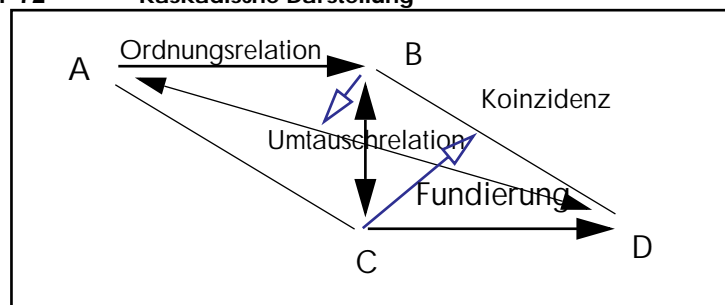 Kaskadische Darstellung
Ordnungsrelation
A
B
Koinzidenz
Umtauschrelation
Fundierung
D
C